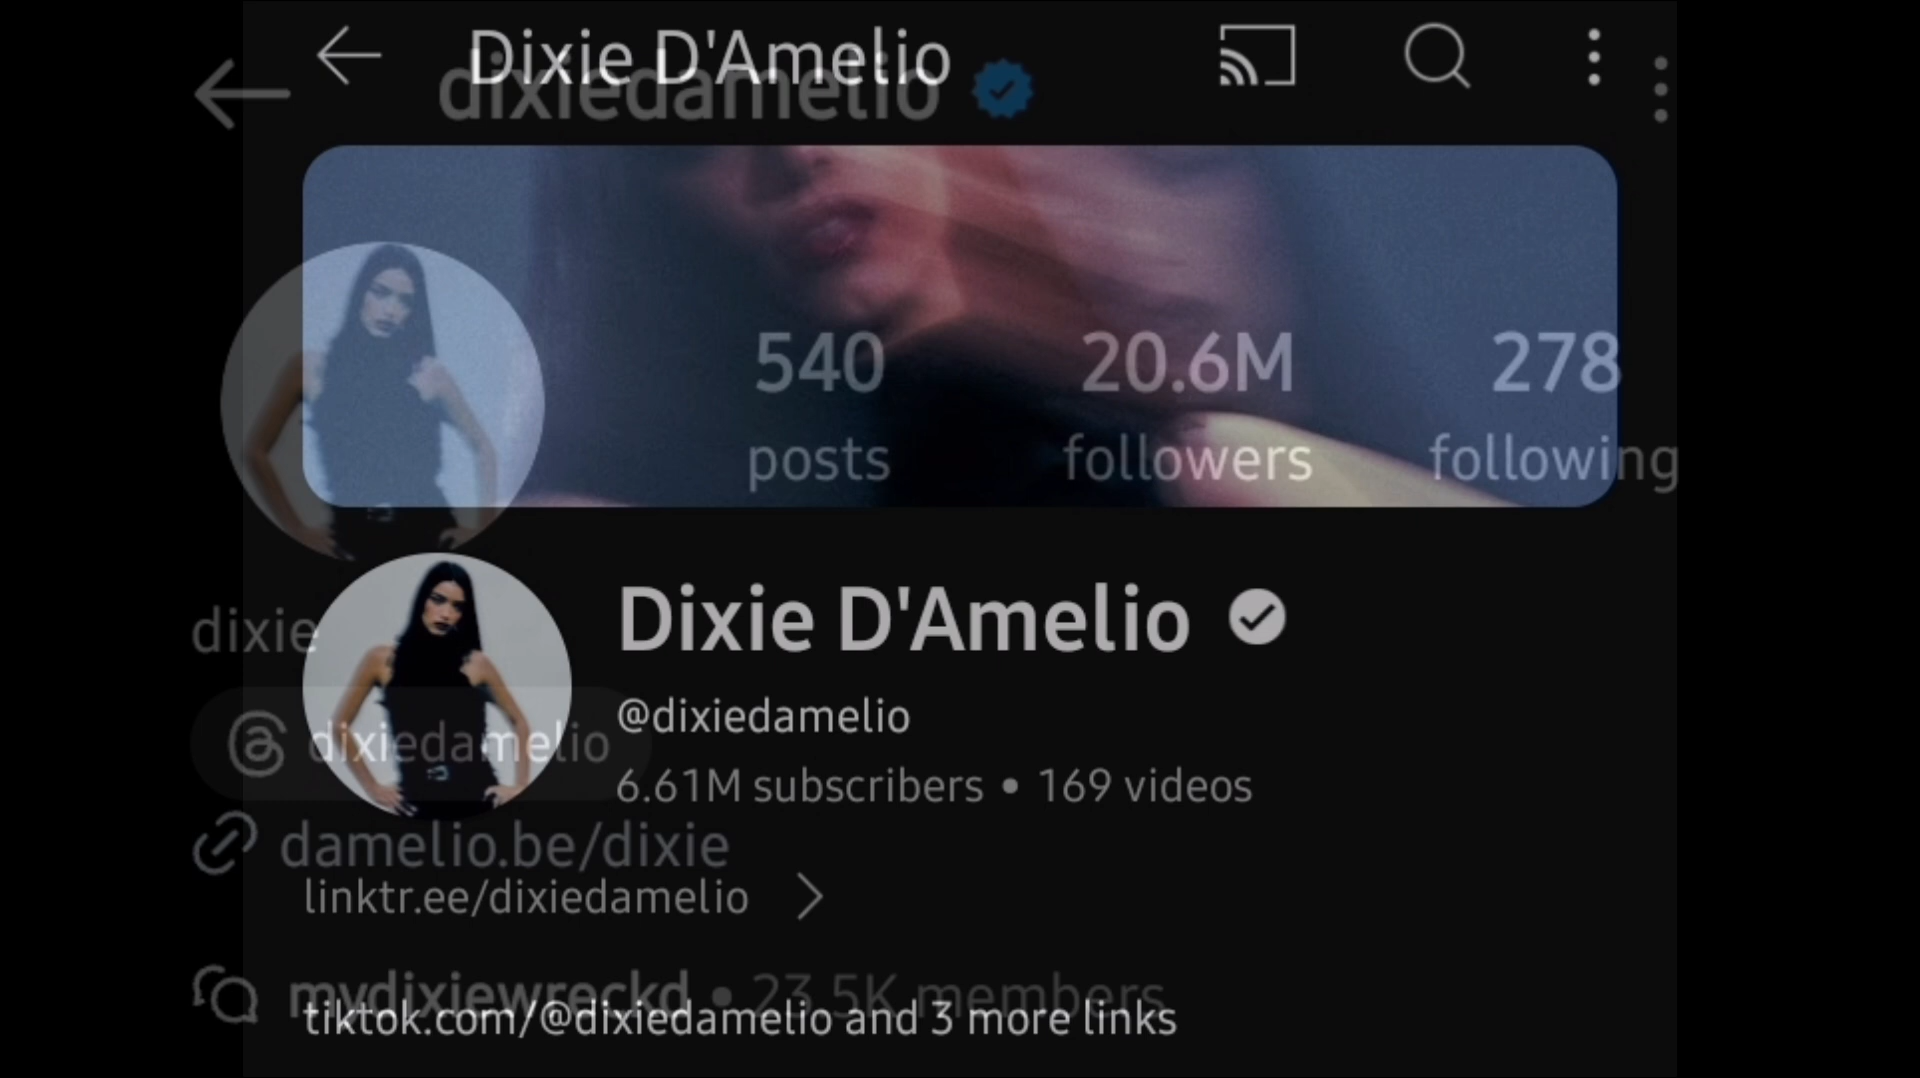 Dixie D'Amelio
dixiedamelio
540 20.6M 278
posts followers following
Dixie D'Amelio
dixie
@dixiedamelio
dixiedamelio
6.61M subscribers • 169 videos
damelio.be/dixie
linktr.ee/dixiedamelio
mydixiewreckd • 23.5K members
tiktok.com/@dixiedamelio and 3 more links